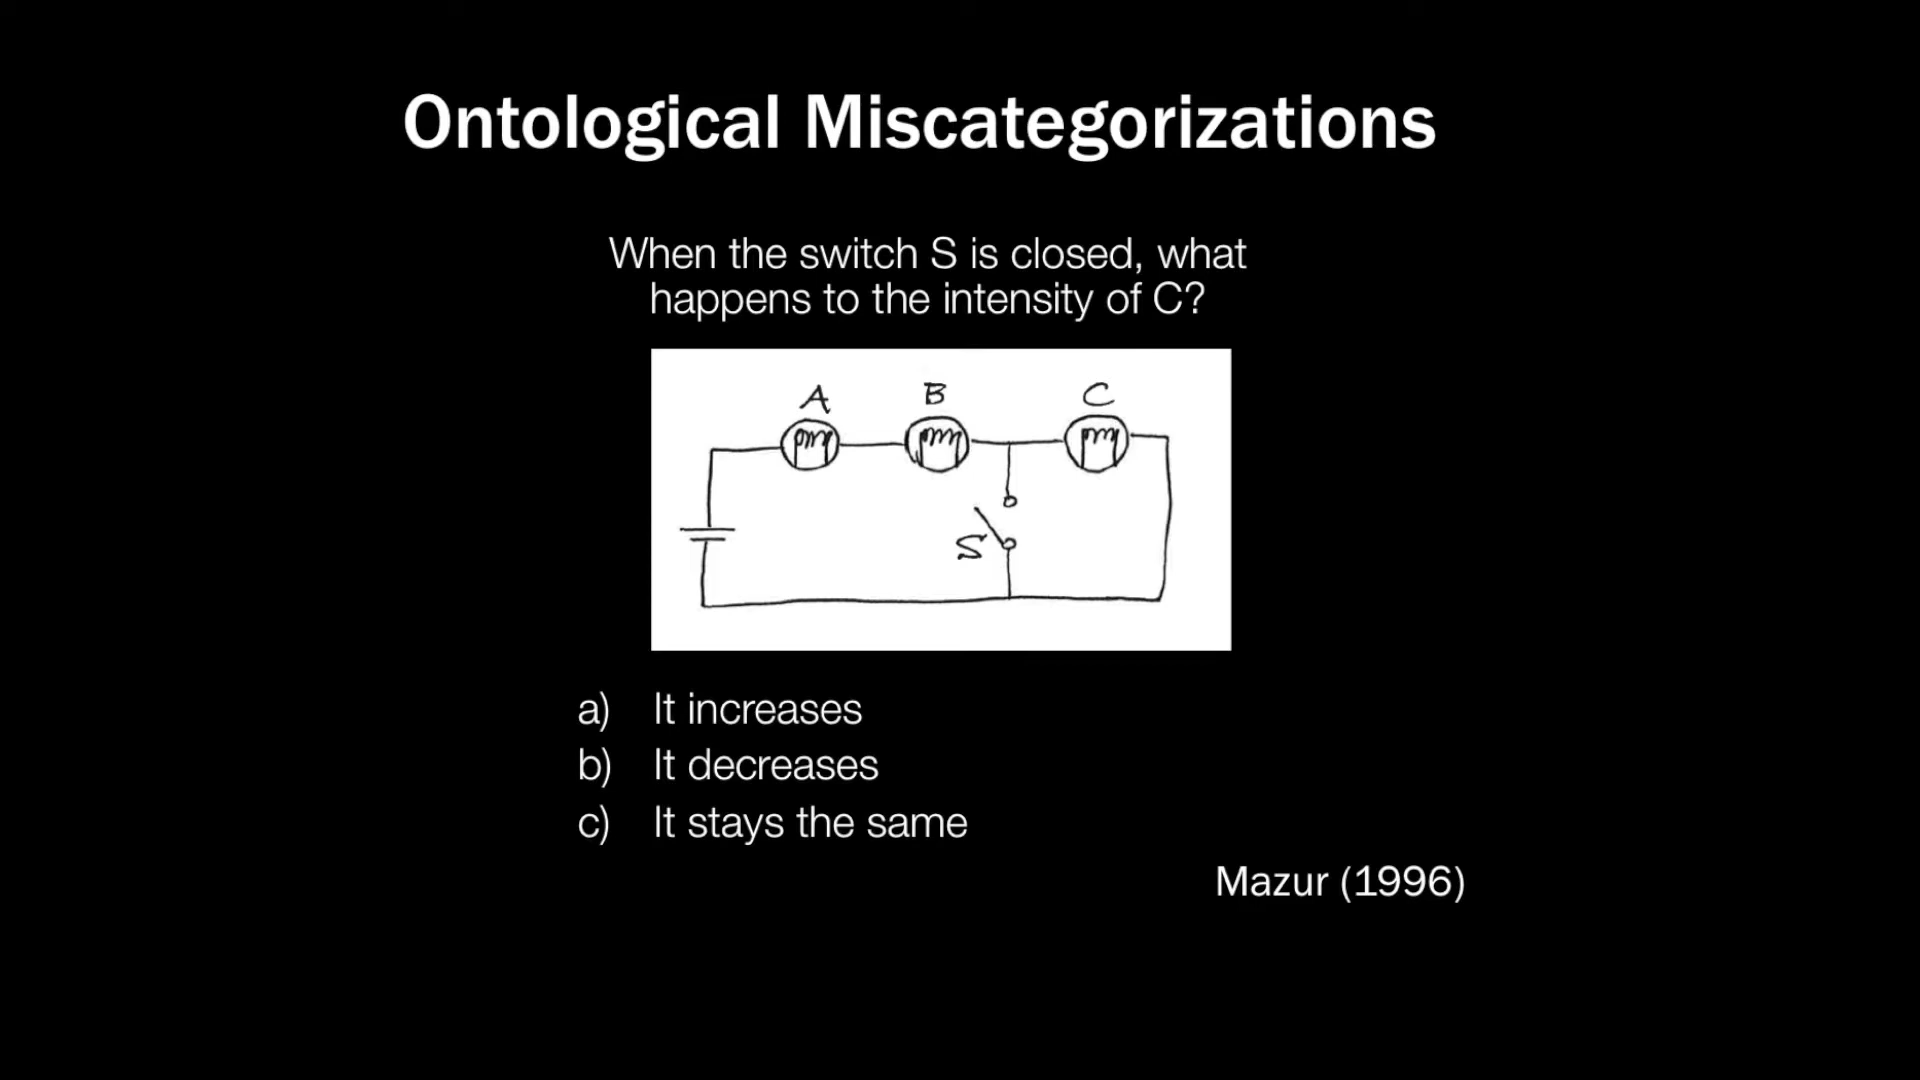 Ontological Miscategorizations
When the switch S is closed, what
happens to the intensity of C?
A B C
S
a) It increases
b) It decreases
c) It stays the same
Mazur (1996)